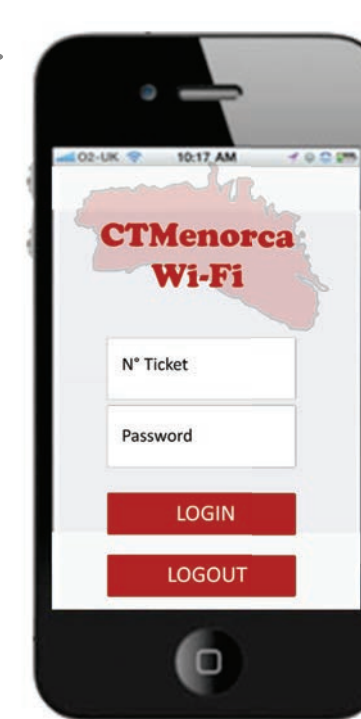 O2-UK 10:17 AM
CTMenorca
Wi-Fi
N° Ticket
Password
LOGIN
LOGOUT